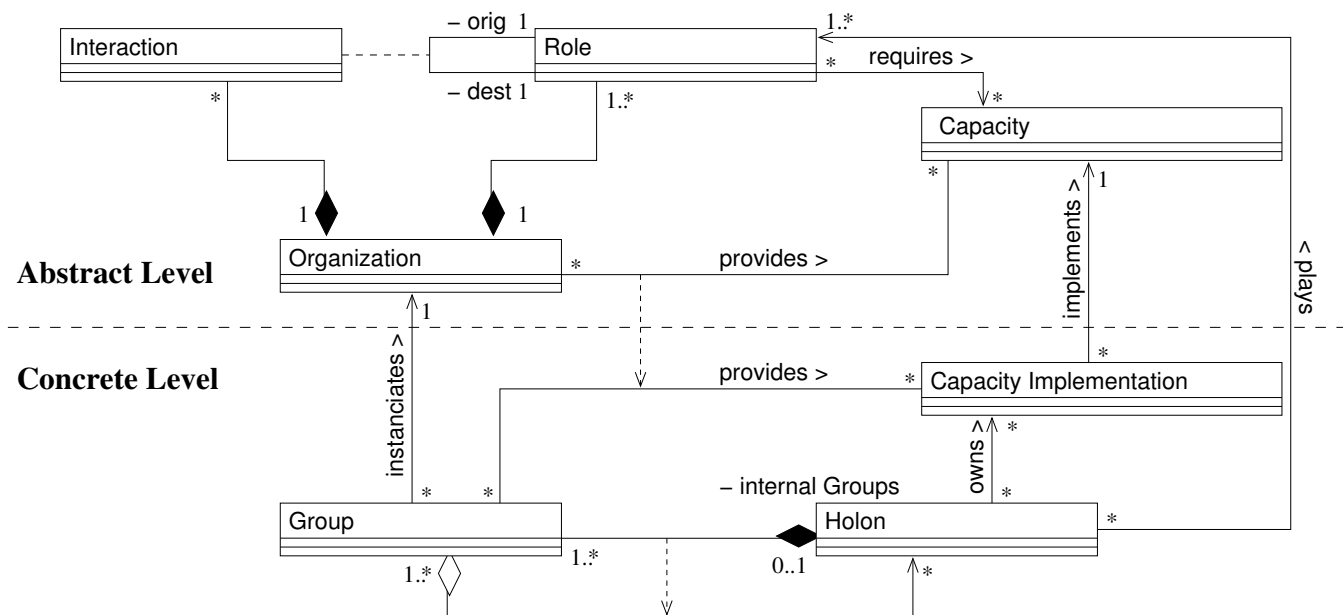 – orig 1
1..*
Interaction
Role
requires >
*
*
– dest 1
1..*
*
Capacity
*
1
implements >
1
1
Organization
*
provides >
< plays
Abstract Level
1
instanciates >
Concrete Level
provides >
*
*
Capacity Implementation
*
owns >
– internal Groups
*
*
*
Group
Holon
*
1..*
0..1
1..*
*